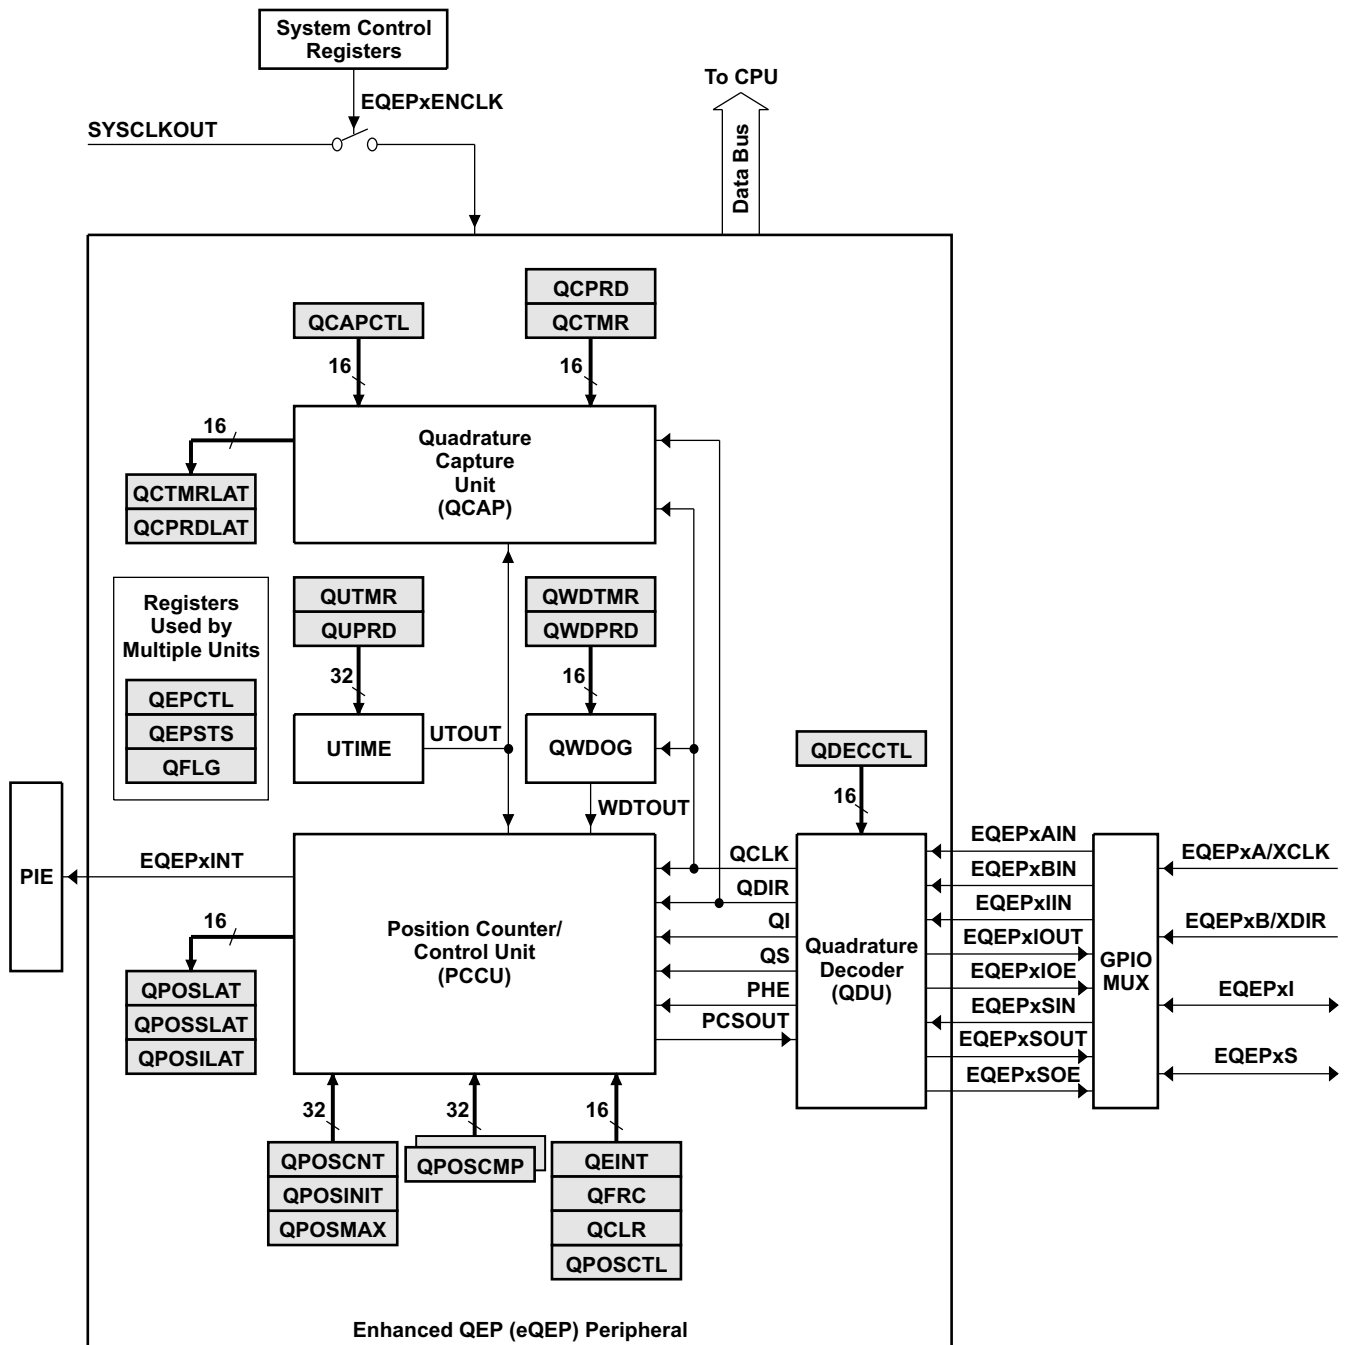 System Control
Registers
To CPU
EQEPxENCLK
SYSCLKOUT
Data Bus
QCPRD
QCAPCTL
QCTMR
16
16
16
Quadrature
Capture
Unit
(QCAP)
QCTMRLAT
QCPRDLAT
Registers
Used by
Multiple Units
QEPCTL
QEPSTS
QFLG
QUTMR
QUPRD
QWDTMR
QWDPRD
32
16
UTIME
UTOUT
QWDOG
QDECCTL
WDTOUT
16
PIE
EQEPxINT
16
Position Counter/
Control Unit
(PCCU)
QCLK
QDIR
QI
QS
PHE
PCSOUT
Quadrature
Decoder
(QDU)
EQEPxAIN
EQEPxBIN
EQEPxIIN
EQEPxIOUT
EQEPxIOE
EQEPxSIN
EQEPxSOUT
EQEPxSOE
GPIO
MUX
EQEPxA/XCLK
EQEPxB/XDIR
EQEPxI
EQEPxS
QPOSLAT
QPOSSLAT
QPOSILAT
32
32
16
QPOSCNT
QPOSINIT
QPOSMAX
QPOSCMP
QEINT
QFRC
QCLR
QPOSCTL
Enhanced QEP (eQEP) Peripheral